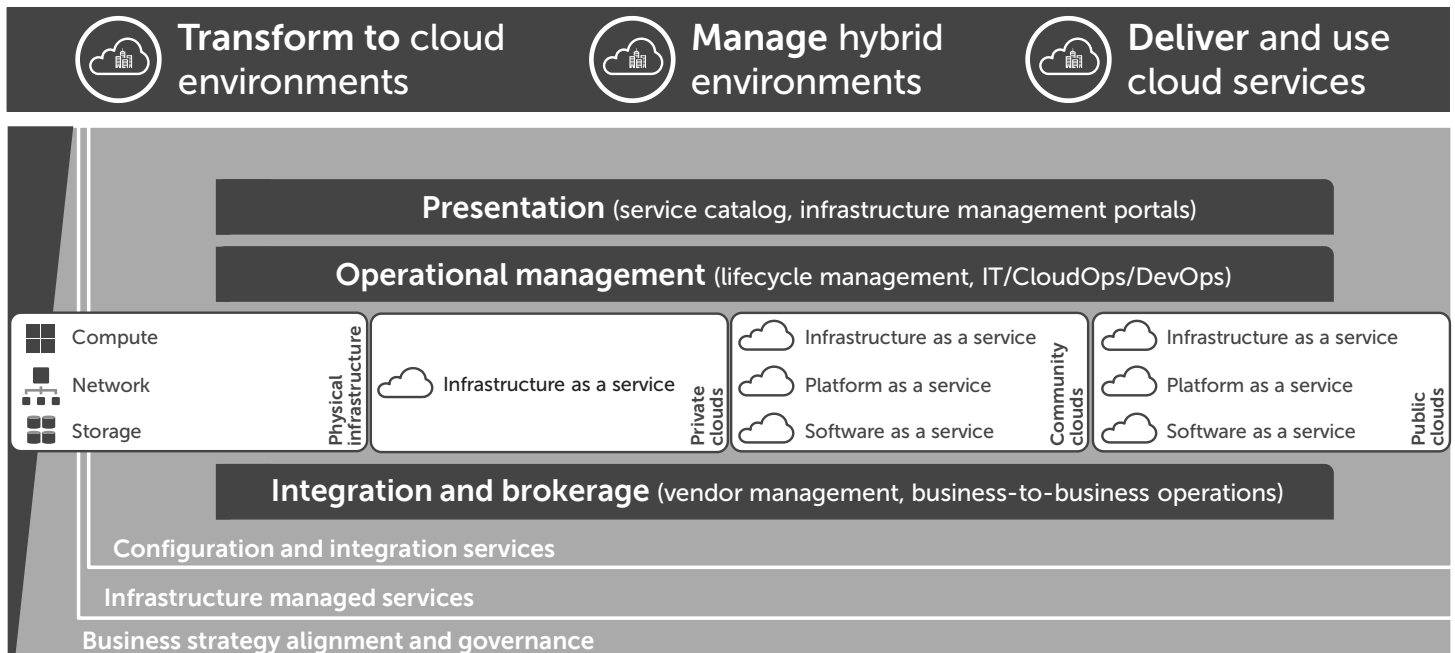 Transform to cloud
environments
Manage hybrid
environments
Deliver and use
cloud services
Presentation (service catalog, infrastructure management portals)
Operational management (lifecycle management, IT/CloudOps/DevOps)
Compute
Network
Storage
Physical
infrastructure
Infrastructure as a service
Private
clouds
Infrastructure as a service
Platform as a service
Software as a service
Community
clouds
Infrastructure as a service
Platform as a service
Software as a service
Public
clouds
Integration and brokerage (vendor management, business-to-business operations)
Configuration and integration services
Infrastructure managed services
Business strategy alignment and governance